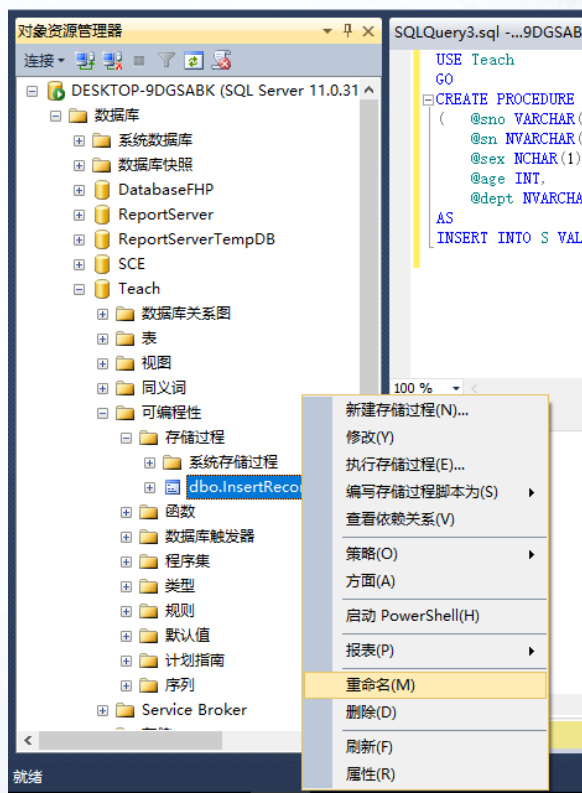 对象资源管理器
连接
DESKTOP-9DGSABK (SQL Server 11.0.31
数据库
系统数据库
数据库快照
DatabaseFHP
ReportServer
ReportServerTempDB
SCE
Teach
数据库关系图
表
视图
同义词
可编程性
存储过程
系统存储过程
dbo.InsertRecor
函数
数据库触发器
程序集
类型
规则
默认值
计划指南
序列
Service Broker
就绪
SQLQuery3.sql -...9DGSAB
USE Teach
GO
CREATE PROCEDURE
( @sno VARCHAR(
@sn NVARCHAR(
@sex NCHAR(1)
@age INT,
@dept NVARCHA
AS
INSERT INTO S VAL
100 %
新建存储过程(N)...
修改(Y)
执行存储过程(E)...
编写存储过程脚本为(S)
查看依赖关系(V)
策略(O)
方面(A)
启动 PowerShell(H)
报表(P)
重命名(M)
删除(D)
刷新(F)
属性(R)